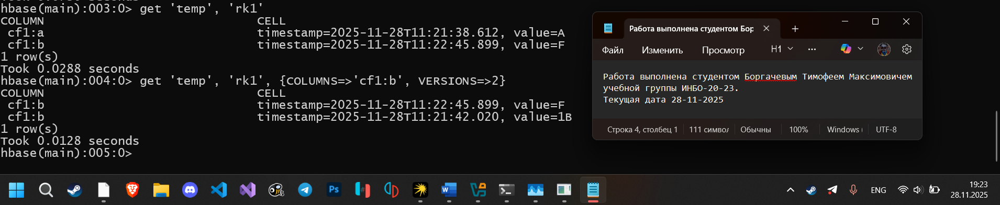 hbase(main):003:0> get 'temp', 'rk1'
COLUMN CELL
cf1:a timestamp=2025-11-28T11:21:38.612, value=A
cf1:b timestamp=2025-11-28T11:22:45.899, value=F
1 row(s)
Took 0.0288 seconds
hbase(main):004:0> get 'temp', 'rk1', {COLUMNS=>'cf1:b', VERSIONS=>2}
COLUMN CELL
cf1:b timestamp=2025-11-28T11:22:45.899, value=F
cf1:b timestamp=2025-11-28T11:21:42.020, value=1B
1 row(s)
Took 0.0128 seconds
hbase(main):005:0>
Работа выполнена студентом Бор
Файл Изменить Просмотр H1
Работа выполнена студентом Боргачевым Тимофеем Максимовичем
учебной группы ИНБО-20-23.
Текущая дата 28-11-2025
Строка 4, столбец 1 111 символ Обычны 100% Windows UTF-8
Ps
ENG
19:23
28.11.2025